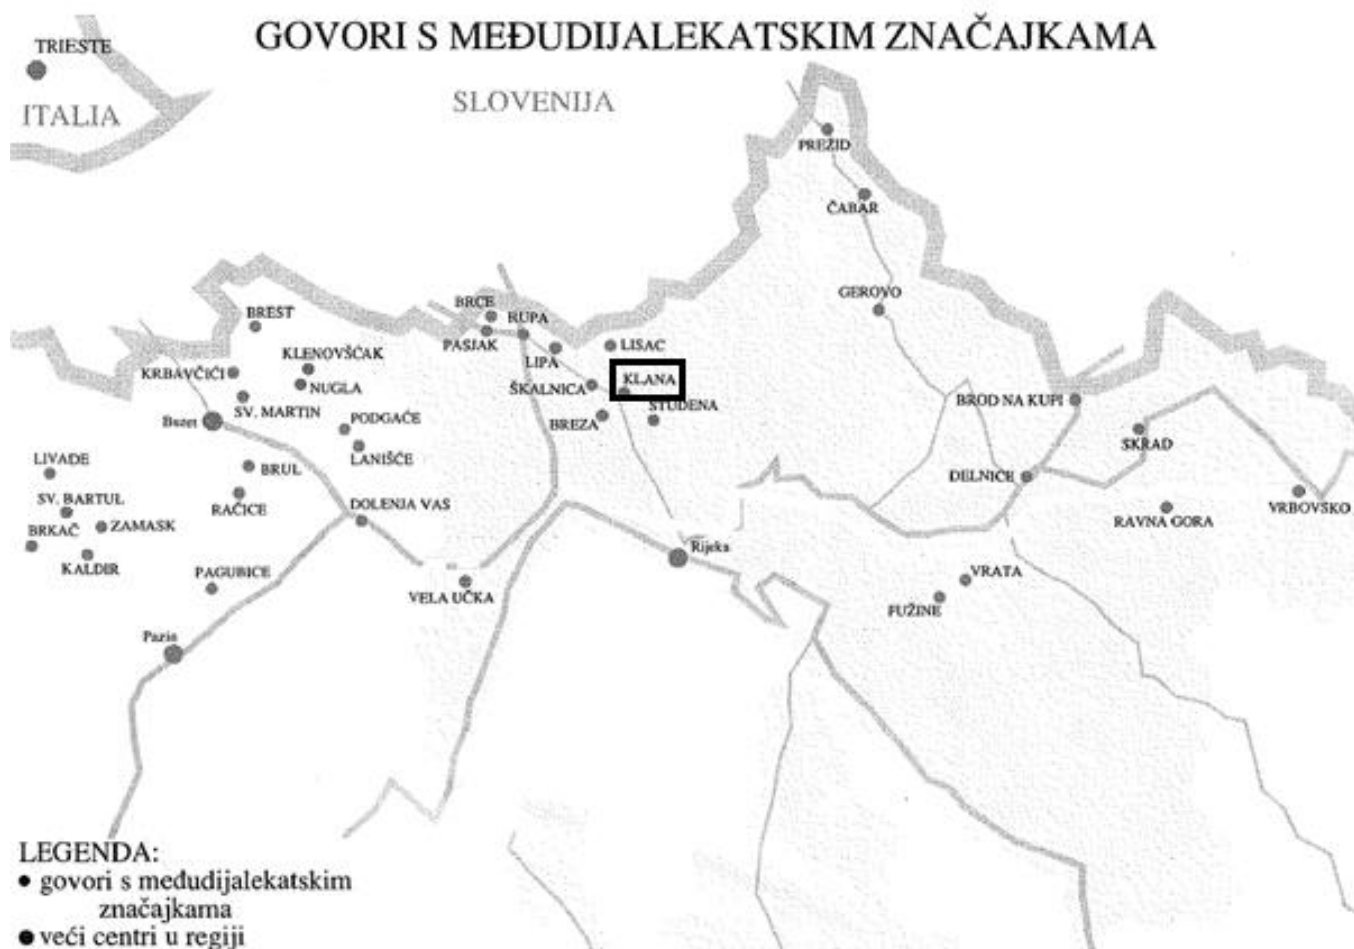 GOVORI S MEĐUDIJALEKATSKIM ZNAČAJKAMA
TRIESTE
ITALIA
SLOVENIJA
PREZID
ČABAR
GEROVO
BRCE
RUPA
BREST
PASJAK
LIPA
LISAC
KLENOVŠĆAK
KRBAVČIĆI
NUGLA
ŠKALNICA
KLANA
SV. MARTIN
BREZA
STUDENA
BROD NA KUPI
Buzet
PODGAĆE
SKRAD
LANIŠĆE
LIVADE
BRUL
DELNICE
SV. BARTUL
RAČICE
DOLENJA VAS
VRBOVSKO
ZAMASK
RAVNA GORA
BRKAČ
KALDIR
Rijeka
PAGUBICE
VELA UČKA
VRATA
FUŽINE
Pazin
LEGENDA:
govori s međudijalekatskim
značajkama
veći centri u regiji